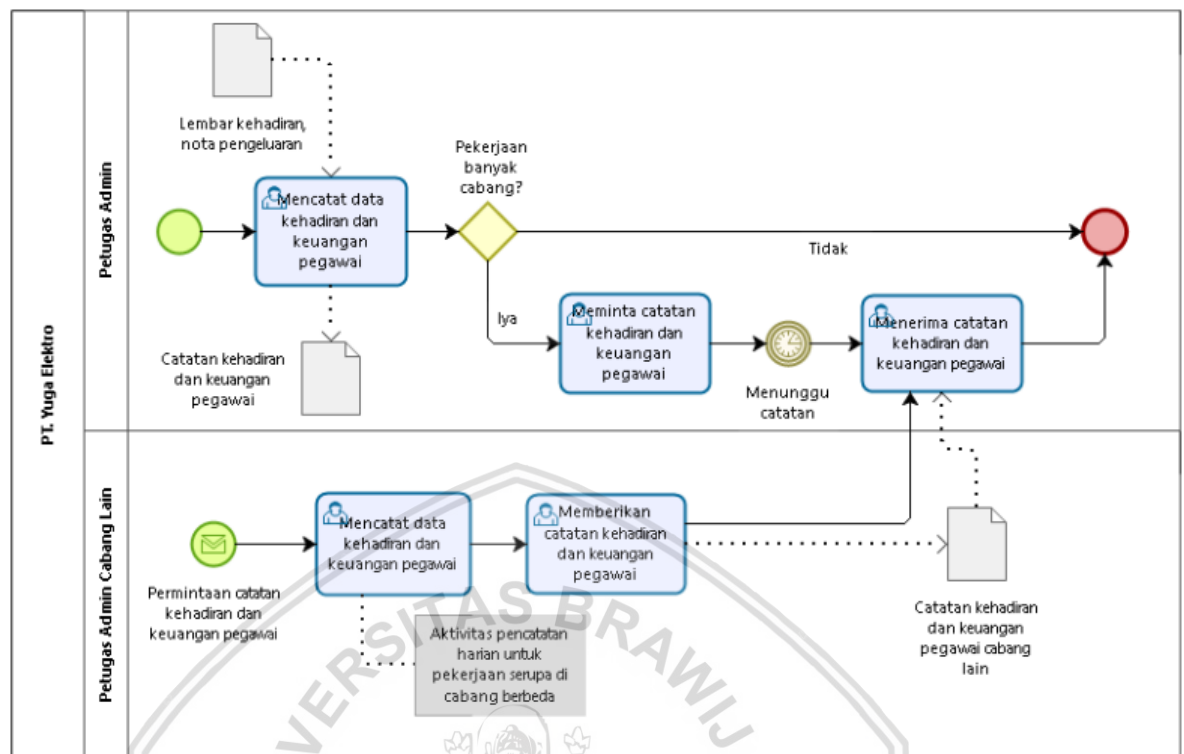 PT. Yuga Elektro
Petugas Admin
Lembar kehadiran,
nota pengeluaran
Mencatat data
kehadiran dan
keuangan
pegawai
Catatan kehadiran
dan keuangan
pegawai
Pekerjaan
banyak
cabang?
Tidak
Iya
Meminta catatan
kehadiran dan
keuangan
pegawai
Menunggu
catatan
Menerima catatan
kehadiran dan
keuangan pegawai
Petugas Admin Cabang Lain
Permintaan catatan
kehadiran dan
keuangan pegawai
Mencatat data
kehadiran dan
keuangan pegawai
Aktivitas pencatatan
harian untuk
pekerjaan serupa di
cabang berbeda
Memberikan
catatan kehadiran
dan keuangan
pegawai
Catatan kehadiran
dan keuangan
pegawai cabang
lain
VERSITAS BRAWIJ